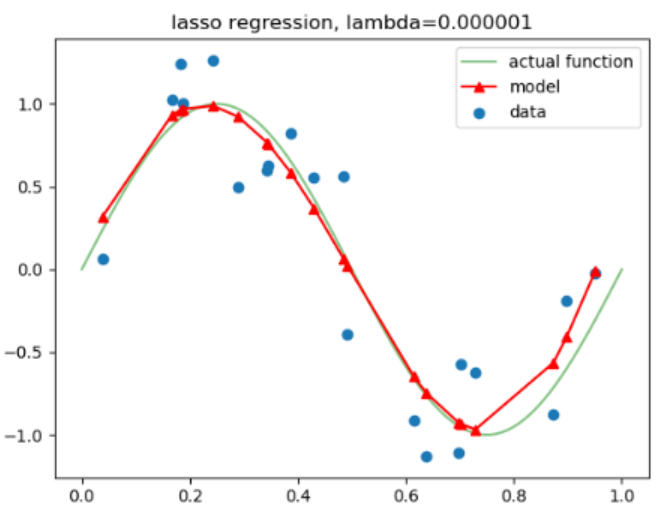 lasso regression, lambda=0.000001
actual function
model
data
1.0
0.5
0.0
−0.5
−1.0
0.0 0.2 0.4 0.6 0.8 1.0